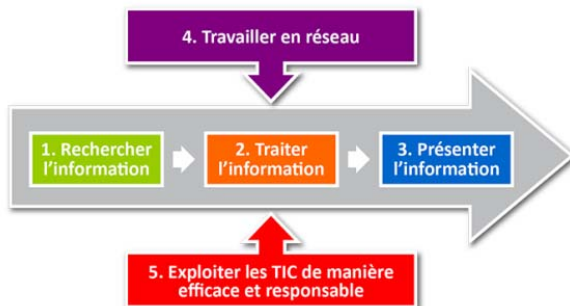 4. Travailler en réseau
1. Rechercher
l'information
2. Traiter
l'information
3. Présenter
l'information
5. Exploiter les TIC de manière
efficace et responsable